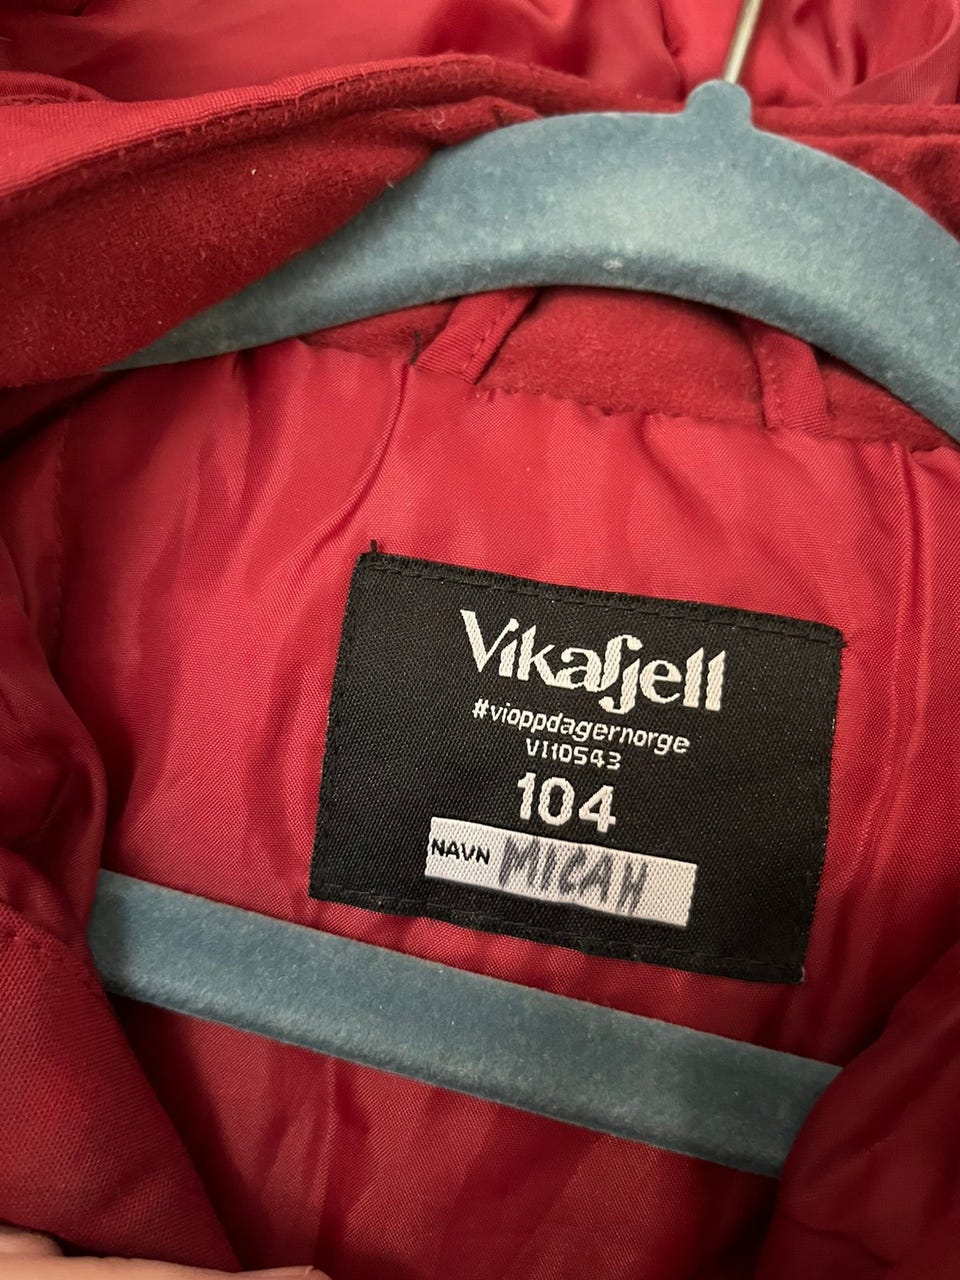 Vikafjell
#vioppdagernorge
VI10543
104
NAVN MICAH